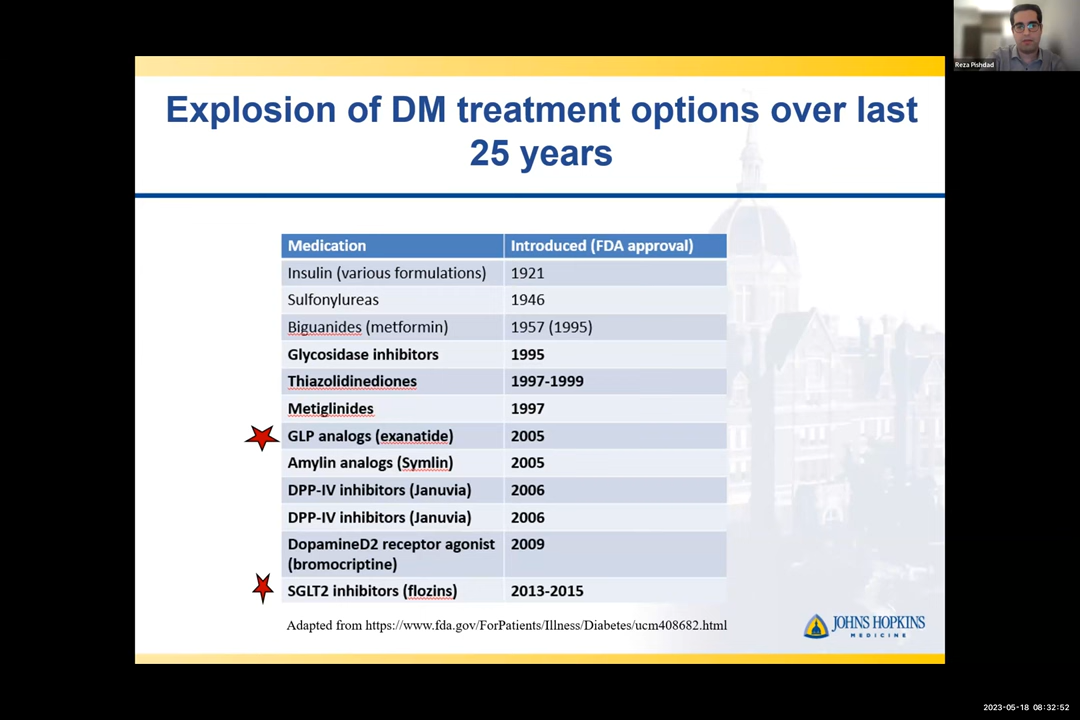 Reza Pishdad
Explosion of DM treatment options over last
25 years
Medication Introduced (FDA approval)
Insulin (various formulations) 1921
Sulfonylureas 1946
Biguanides (metformin) 1957 (1995)
Glycosidase inhibitors 1995
Thiazolidinediones 1997-1999
Metiglinides 1997
GLP analogs (exanatide) 2005
Amylin analogs (Symlin) 2005
DPP-IV inhibitors (Januvia) 2006
DPP-IV inhibitors (Januvia) 2006
DopamineD2 receptor agonist 2009
(bromocriptine)
SGLT2 inhibitors (flozins) 2013-2015
Adapted from https://www.fda.gov/ForPatients/Illness/Diabetes/ucm408682.html
JOHNS HOPKINS
MEDICINE
2023-05-18 08:32:52